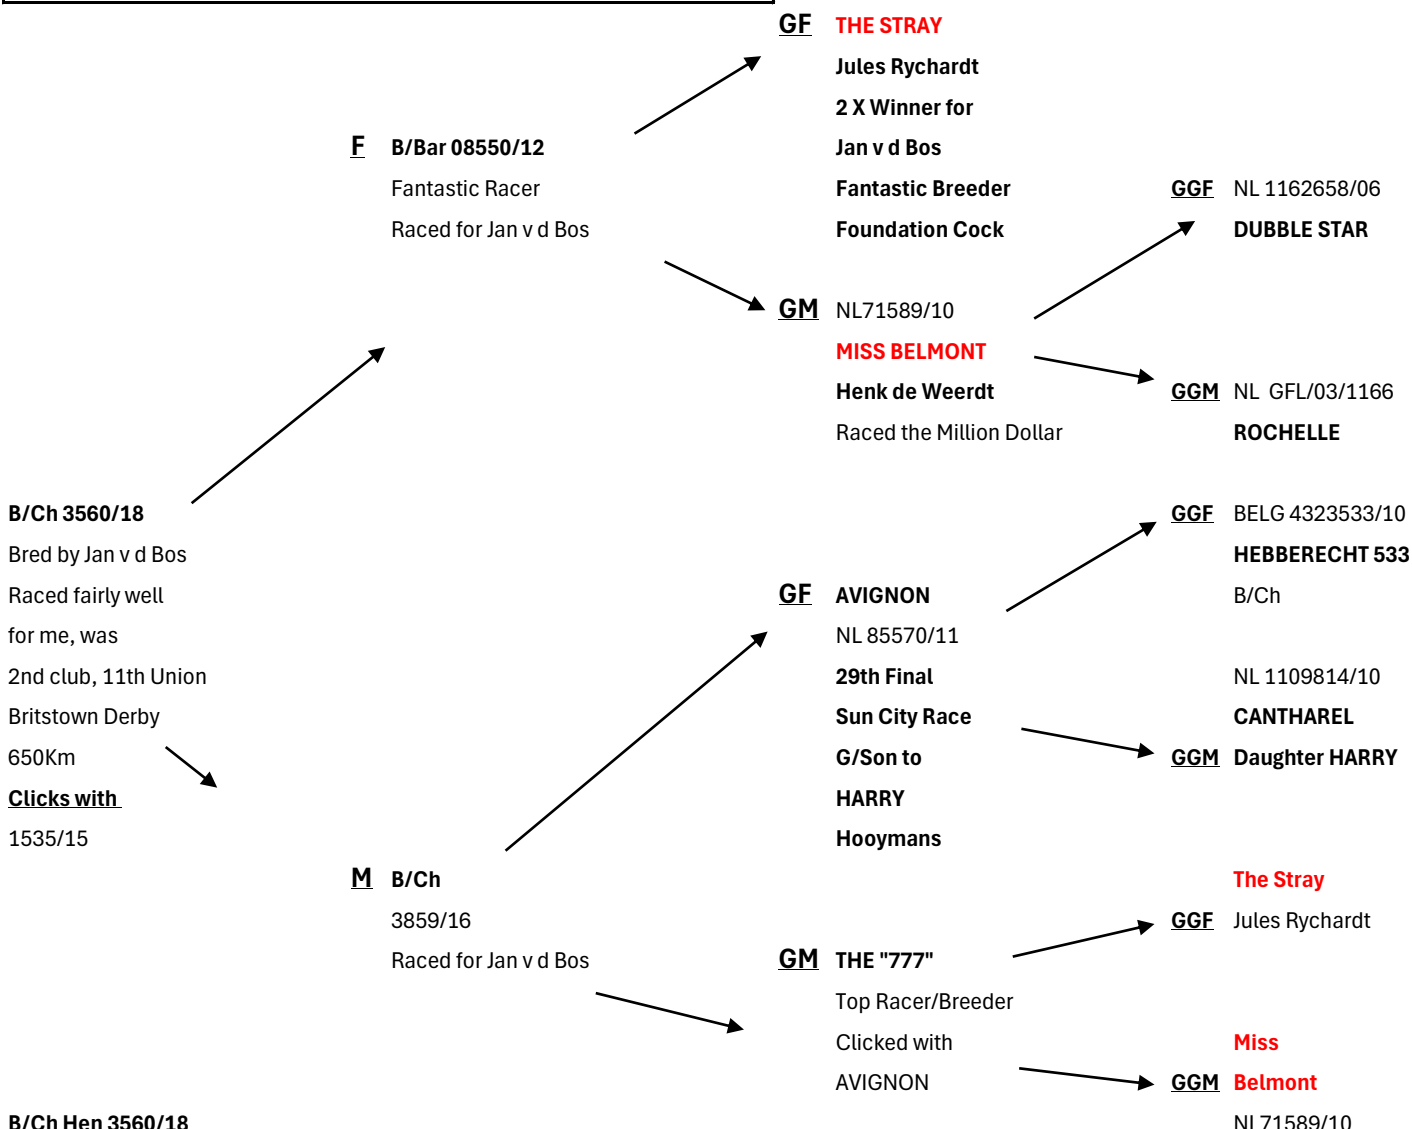 GF THE STRAY
Jules Rychardt
2 X Winner for
F B/Bar 08550/12
Jan v d Bos
Fantastic Racer
Fantastic Breeder
GGF NL 1162658/06
Raced for Jan v d Bos
Foundation Cock
DUBBLE STAR
GM NL71589/10
MISS BELMONT
Henk de Weerdt
GGM NL GFL/03/1166
Raced the Million Dollar
ROCHELLE
B/Ch 3560/18
GGF BELG 4323533/10
Bred by Jan v d Bos
HEBBERECHT 533
Raced fairly well
GF AVIGNON
B/Ch
for me, was
NL 85570/11
2nd club, 11th Union
29th Final
NL 1109814/10
Britstown Derby
Sun City Race
CANTHAREL
650Km
G/Son to
GGM Daughter HARRY
Clicks with
HARRY
1535/15
Hooymans
M B/Ch
The Stray
3859/16
GGF Jules Rychardt
Raced for Jan v d Bos
GM THE "777"
Top Racer/Breeder
Clicked with
Miss
AVIGNON
GGM Belmont
B/Ch Hen 3560/18
NL71589/10